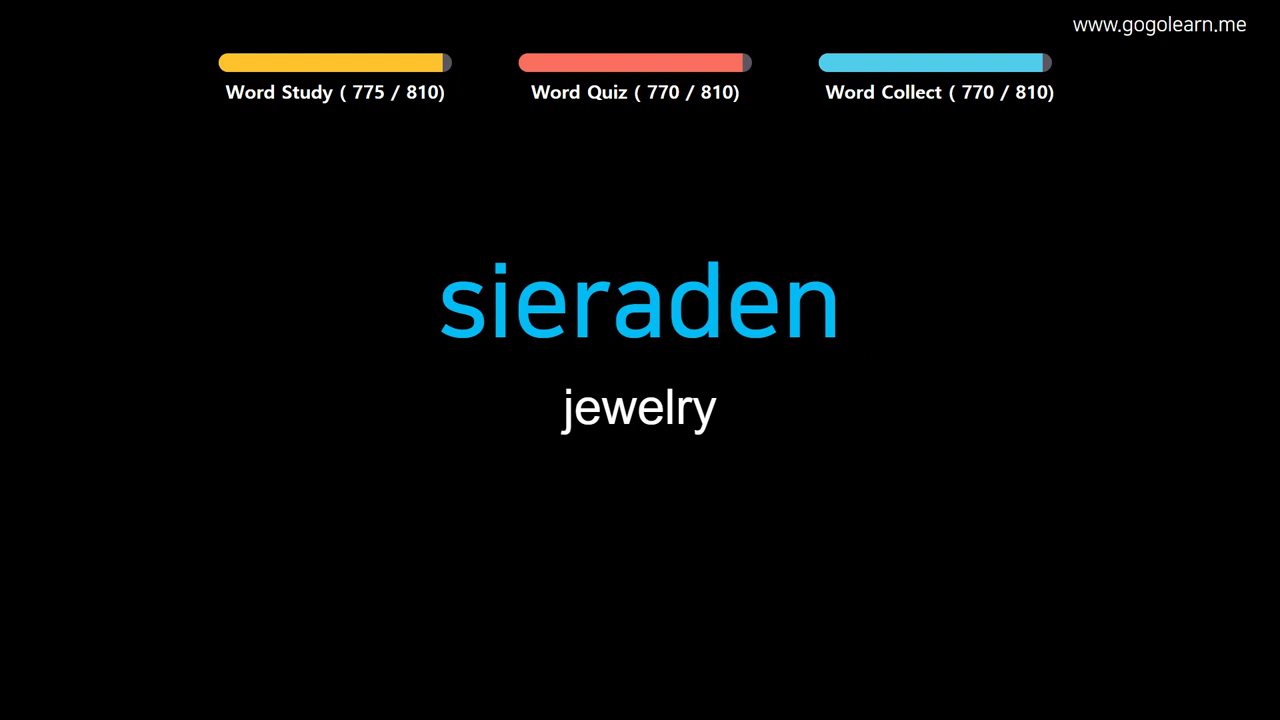 www.gogolearn.me
Word Study ( 775 / 810)
Word Quiz ( 770 / 810)
Word Collect ( 770 / 810)
sieraden
jewelry